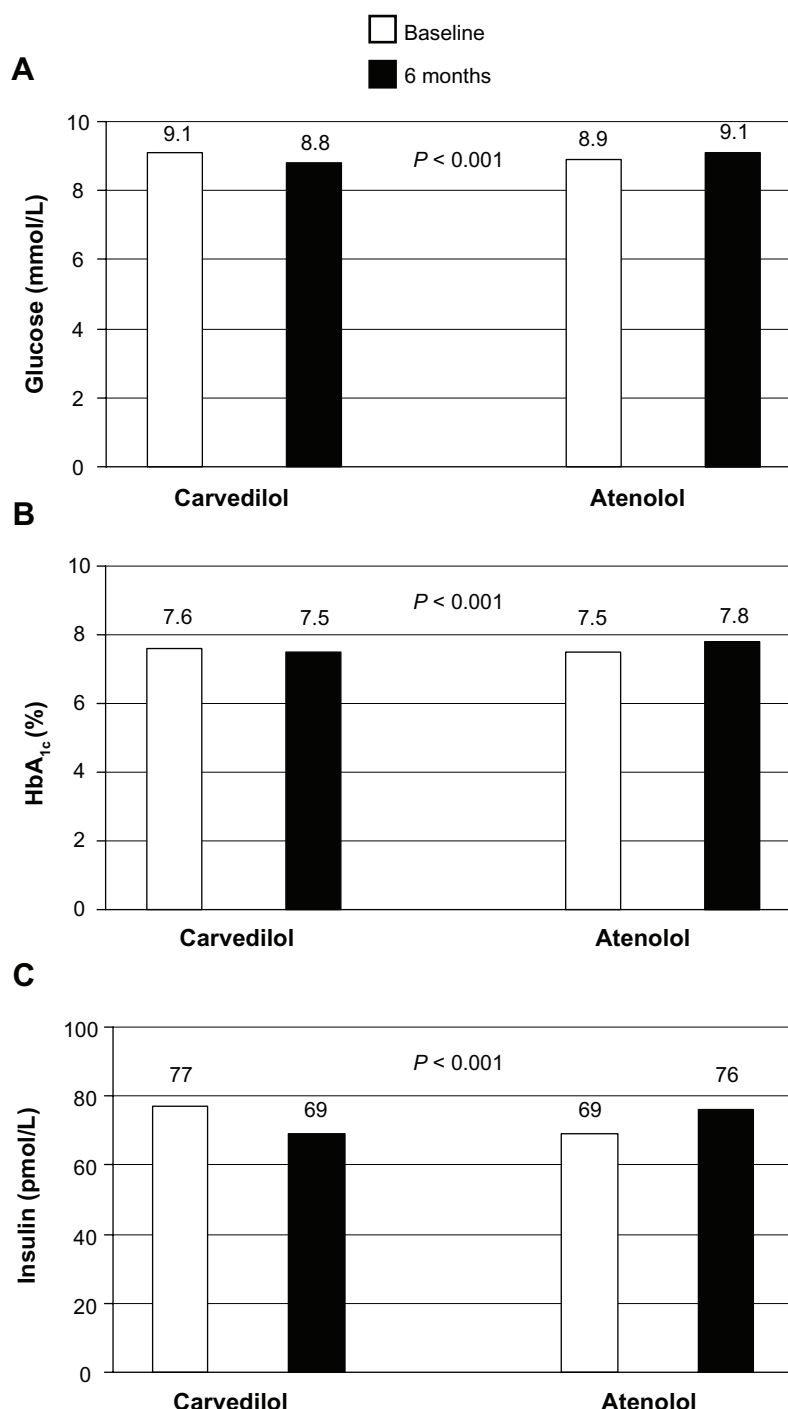 Baseline
6 months
A
Glucose (mmol/L)
10
8
6
4
2
0
9.1
8.8
P < 0.001
8.9
9.1
Carvedilol
Atenolol
B
HbA1c (%)
10
8
6
4
2
0
7.6
7.5
P < 0.001
7.5
7.8
Carvedilol
Atenolol
C
Insulin (pmol/L)
100
80
60
40
20
0
77
69
P < 0.001
69
76
Carvedilol
Atenolol